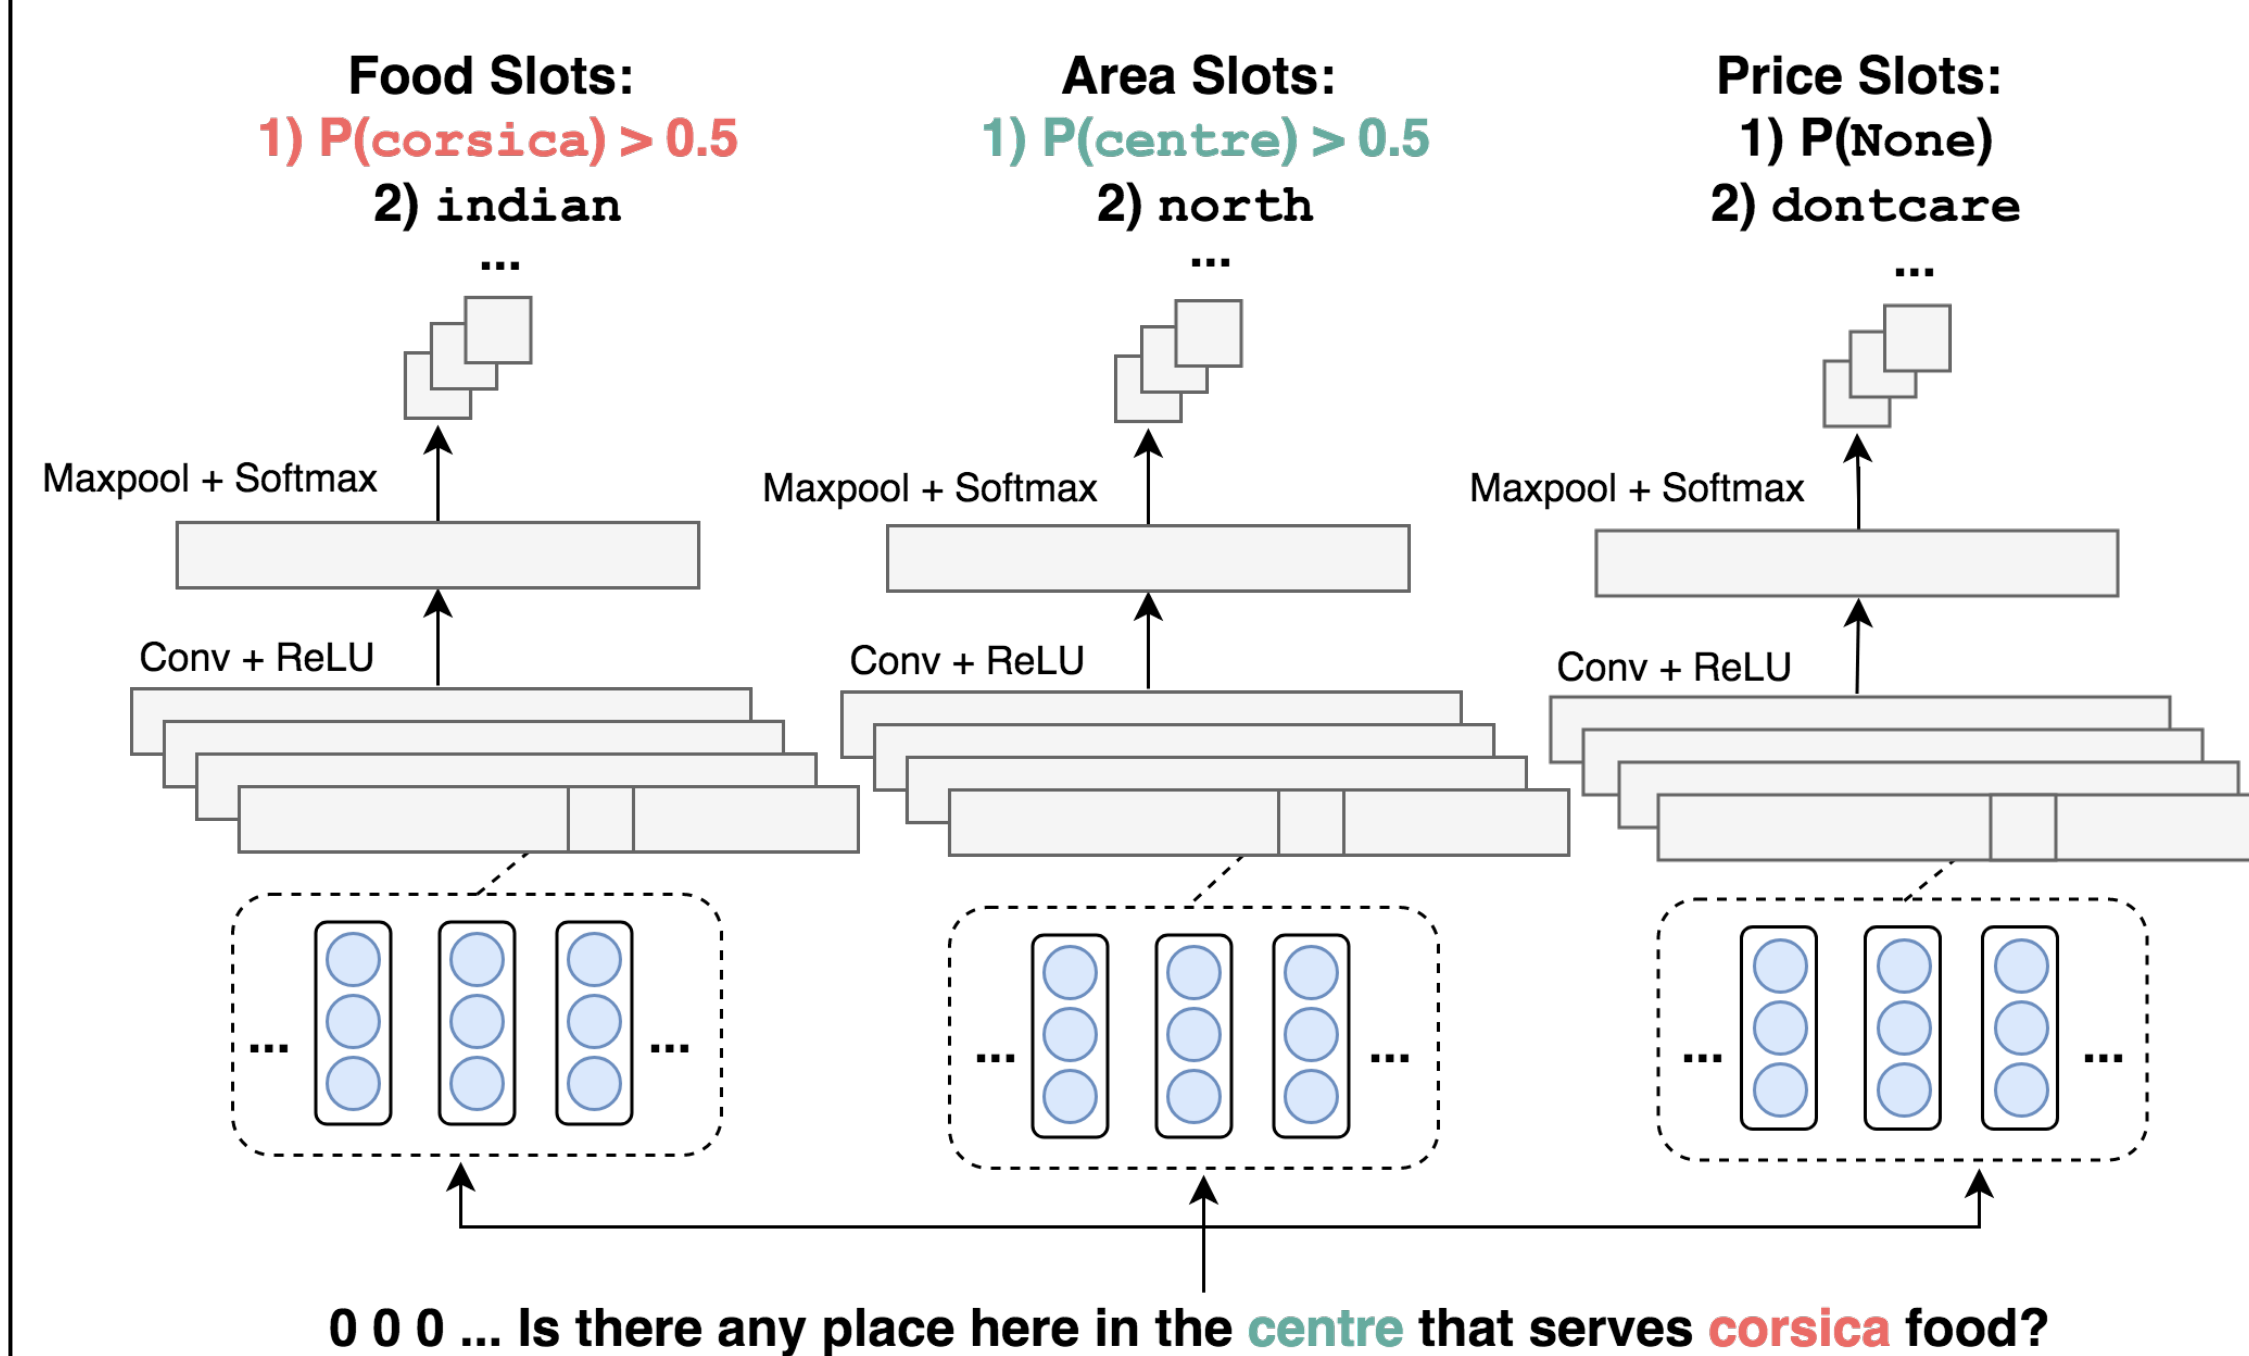 Food Slots:
1) P(corsica) > 0.5
2) indian
...
Area Slots:
1) P(centre) > 0.5
2) north
...
Price Slots:
1) P(None)
2) dontcare
...
Maxpool + Softmax
Maxpool + Softmax
Maxpool + Softmax
Conv + ReLU
Conv + ReLU
Conv + ReLU
... ...
... ...
... ...
0 0 0 ... Is there any place here in the centre that serves corsica food?